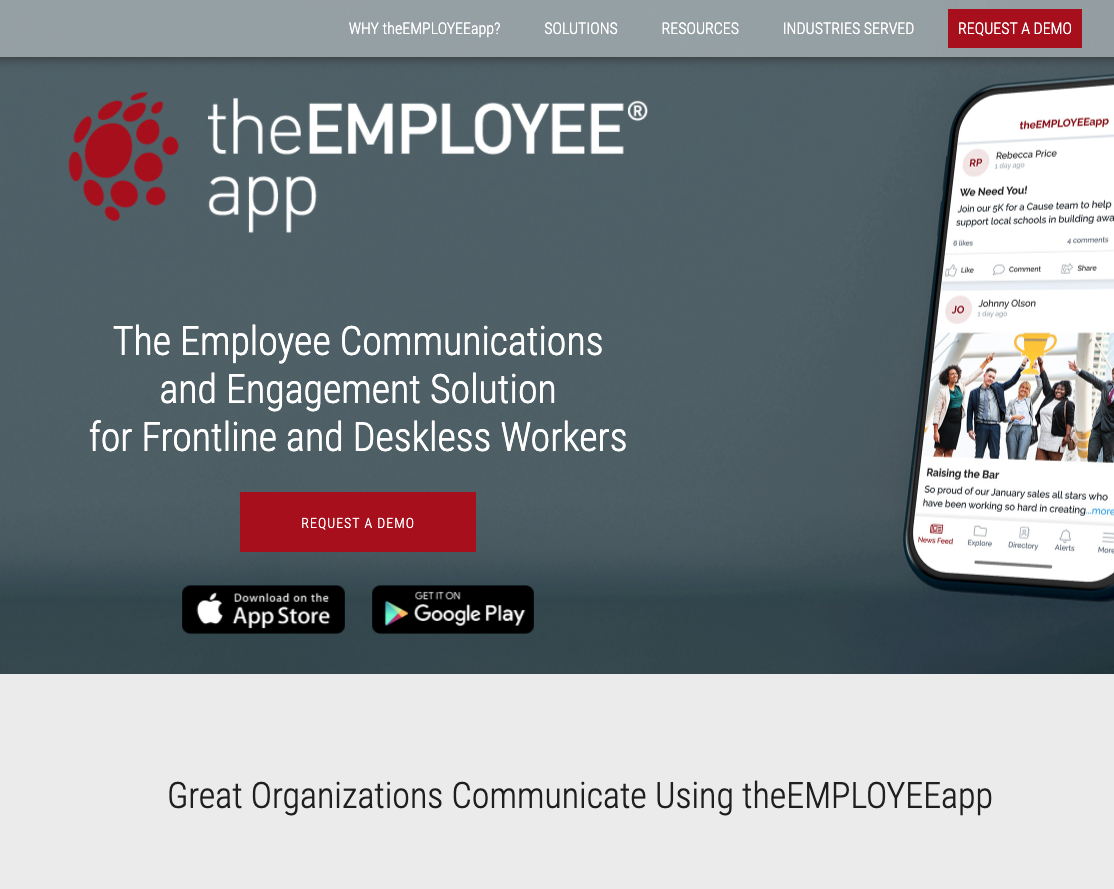 WHY theEMPLOYEEapp?
SOLUTIONS
RESOURCES
INDUSTRIES SERVED
REQUEST A DEMO
theEMPLOYEE®
app
The Employee Communications
and Engagement Solution
for Frontline and Deskless Workers
REQUEST A DEMO
Download on the
App Store
GET IT ON
Google Play
theEMPLOYEEapp
RP
Rebecca Price
1 day ago
We Need You!
Join our 5K for a Cause team to help
support local schools in building
6 likes
4 comments
Like
Comment
Share
JO
Johnny Olson
1 day ago
Raising the Bar
So proud of our January sales all stars who
have been working so hard in creating...more
News Feed
Explore
Directory
Alerts
More
Great Organizations Communicate Using theEMPLOYEEapp